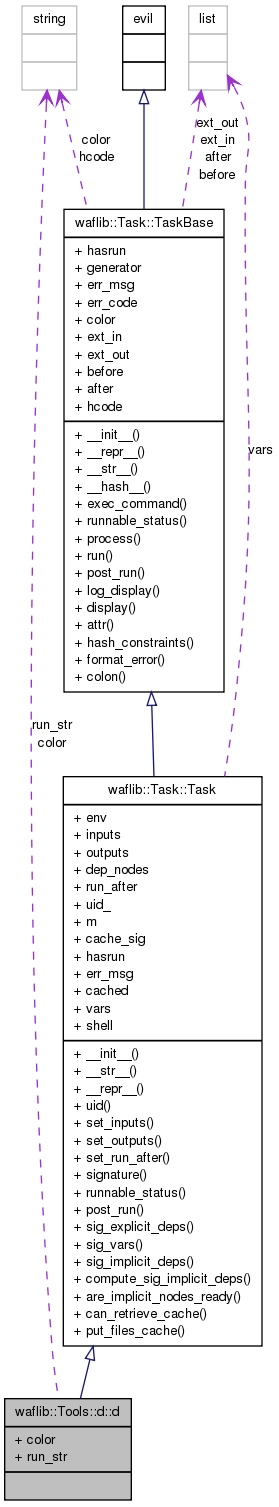 string
evil
list
color
hcode
ext_out
ext_in
after
before
waflib::Task::TaskBase
+ hasrun
+ generator
+ err_msg
+ err_code
+ color
+ ext_in
+ ext_out
+ before
+ after
+ hcode
+ __init__()
+ __repr__()
+ __str__()
+ __hash__()
+ exec_command()
+ runnable_status()
+ process()
+ run()
+ post_run()
+ log_display()
+ display()
+ attr()
+ hash_constraints()
+ format_error()
+ colon()
vars
run_str
color
waflib::Task::Task
+ env
+ inputs
+ outputs
+ dep_nodes
+ run_after
+ uid_
+ m
+ cache_sig
+ hasrun
+ err_msg
+ cached
+ vars
+ shell
+ __init__()
+ __str__()
+ __repr__()
+ uid()
+ set_inputs()
+ set_outputs()
+ set_run_after()
+ signature()
+ runnable_status()
+ post_run()
+ sig_explicit_deps()
+ sig_vars()
+ sig_implicit_deps()
+ compute_sig_implicit_deps()
+ are_implicit_nodes_ready()
+ can_retrieve_cache()
+ put_files_cache()
waflib::Tools::d::d
+ color
+ run_str